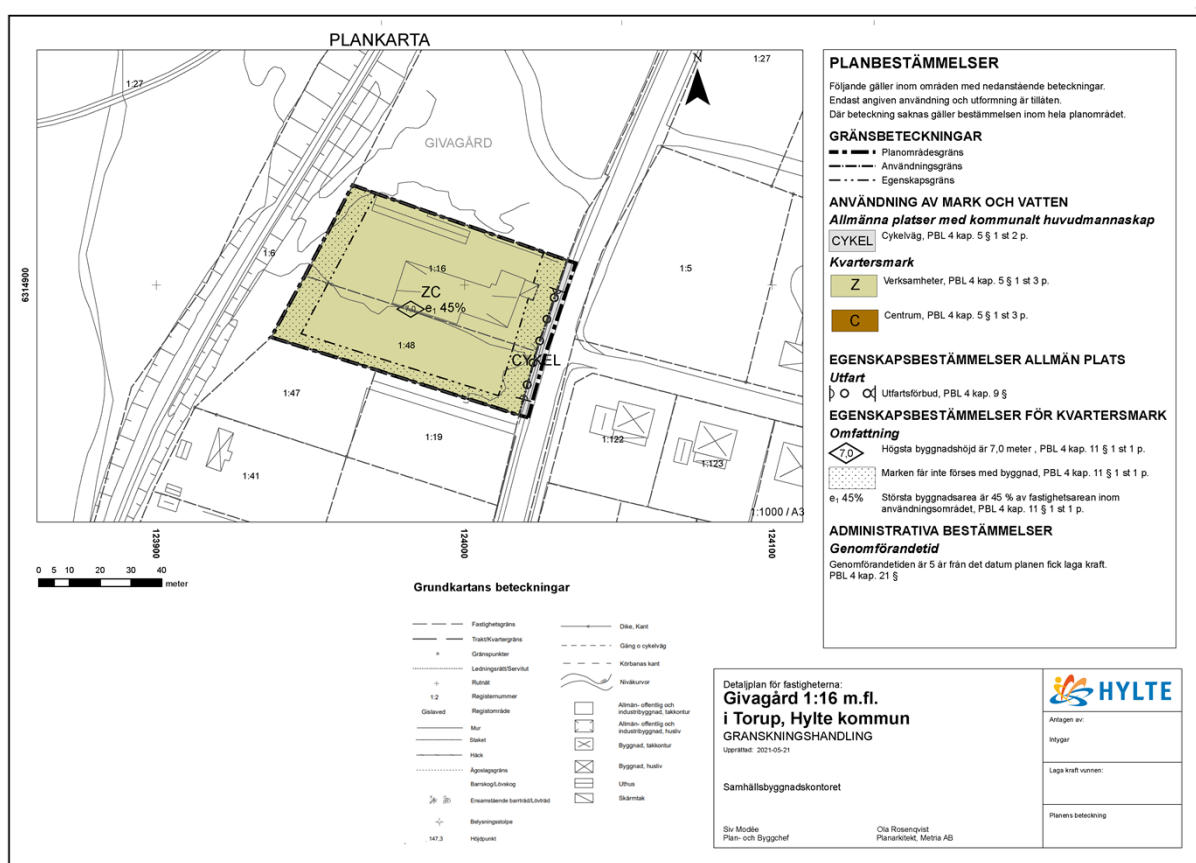 PLANKARTA
1:27
1:27
N
GIVAGÅRD
1:6
1:16
1:5
ZC
7,0 e₁ 45%
1:48
CYKEL
1:47
1:19
1:41
1:122
1:123
1:1000 / A3
6314900
123900
124000
124100
0 5 10 20 30 40
meter
PLANBESTÄMMELSER
Följande gäller inom områden med nedanstående beteckningar.
Endast angiven användning och utformning är tillåten.
Där beteckning saknas gäller bestämmelsen inom hela planområdet.
GRÄNSBETECKNINGAR
Planområdesgräns
Användningsgräns
Egenskapsgräns
ANVÄNDNING AV MARK OCH VATTEN
Allmänna platser med kommunalt huvudmannaskap
CYKEL Cykelväg, PBL 4 kap. 5 § 1 st 2 p.
Kvartersmark
Z Verksamheter, PBL 4 kap. 5 § 1 st 3 p.
C Centrum, PBL 4 kap. 5 § 1 st 3 p.
EGENSKAPSBESTÄMMELSER ALLMÄN PLATS
Utfart
Utfartsförbud, PBL 4 kap. 9 §
EGENSKAPSBESTÄMMELSER FÖR KVARTERSMARK
Omfattning
7,0 Högsta byggnadshöjd är 7,0 meter , PBL 4 kap. 11 § 1 st 1 p.
Marken får inte förses med byggnad, PBL 4 kap. 11 § 1 st 1 p.
e₁ 45% Största byggnadsarea är 45 % av fastighetsarean inom
användningsområdet, PBL 4 kap. 11 § 1 st 1 p.
ADMINISTRATIVA BESTÄMMELSER
Genomförandetid
Genomförandetiden är 5 år från det datum planen fick laga kraft.
PBL 4 kap. 21 §
Grundkartans beteckningar
Fastighetsgräns
Trakt/Kvartergräns
Gränspunkter
Ledningsrätt/Servitut
Rutnät
1:2 Registernummer
Gislaved Registområde
Mur
Staket
Häck
Ägoslagsgräns
Barrskog/Lövskog
Ensamstående barrträd/Lövträd
Belysningsstolpe
147,3 Höjdpunkt
Dike, Kant
Gång o cykelväg
Körbanas kant
Nivåkurvor
Allmän- offentlig och
industribyggnad, takkontur
Allmän- offentlig och
industribyggnad, husliv
Byggnad, takkontur
Byggnad, husliv
Uthus
Skärmtak
Detaljplan för fastigheterna:
Givagård 1:16 m.fl.
i Torup, Hylte kommun
GRANSKNINGSHANDLING
Upprättad: 2021-05-21
Samhällsbyggnadskontoret
Siv Modée
Plan- och Byggchef
Ola Rosenqvist
Planarkitekt, Metria AB
HYLTE
Antagen av:
Intygar
Laga kraft vunnen:
Planens beteckning